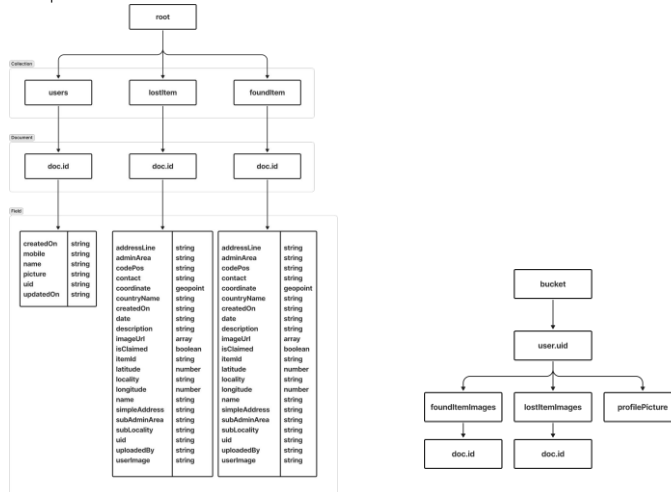 root
Collection
users lostItem foundItem
Document
doc.id doc.id doc.id
Field
createdOn string
mobile string
name string
picture string
uid string
updatedOn string
addressLine string
adminArea string
codePos string
contact string
coordinate geopoint
countryName string
createdOn string
date string
description string
imageUrl array
isClaimed boolean
itemId string
latitude number
locality string
longitude number
name string
simpleAddress string
subAdminArea string
subLocality string
uid string
uploadedBy string
userImage string
addressLine string
adminArea string
codePos string
contact string
coordinate geopoint
countryName string
createdOn string
date string
description string
imageUrl array
isClaimed boolean
itemId string
latitude number
locality string
longitude number
name string
simpleAddress string
subAdminArea string
subLocality string
uid string
uploadedBy string
userImage string
bucket
user.uid
foundItemImages lostItemImages profilePicture
doc.id doc.id